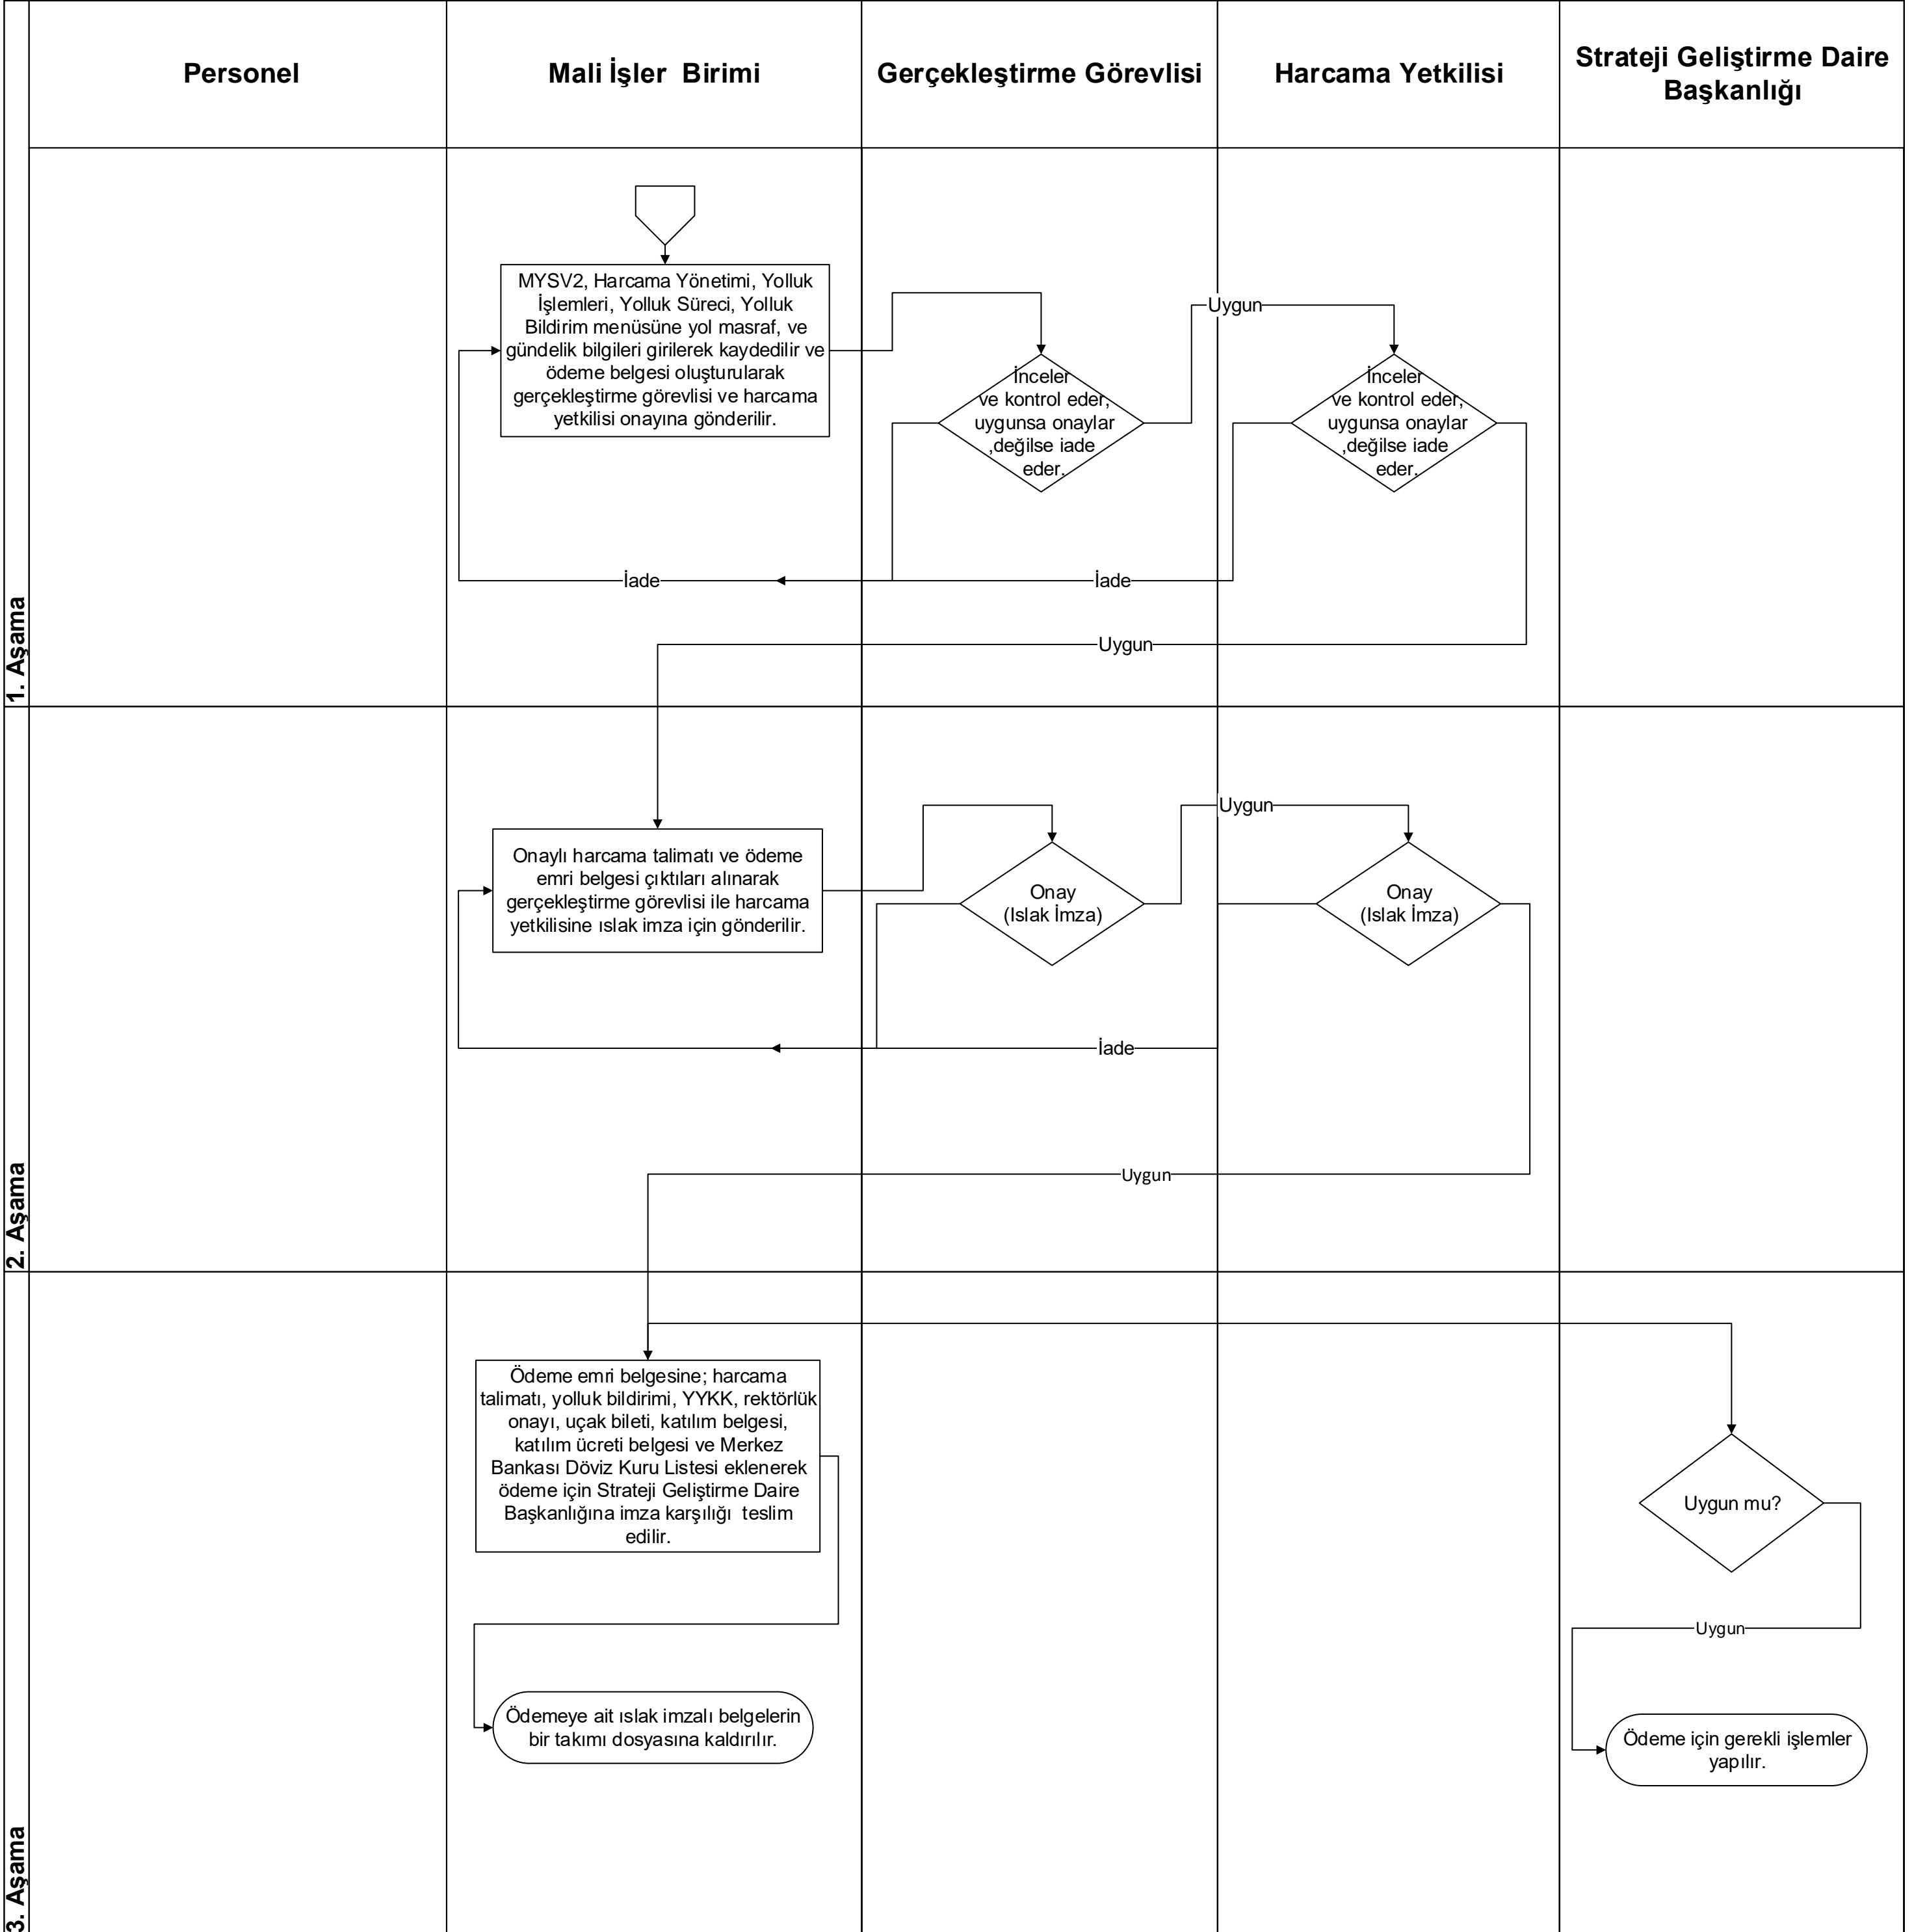 Personel
Mali İşler  Birimi
Gerçekleştirme Görevlisi
Harcama Yetkilisi
Strateji Geliştirme Daire
Başkanlığı
1. Aşama
MYSV2, Harcama Yönetimi, Yolluk
İşlemleri, Yolluk Süreci, Yolluk
Bildirim menüsüne yol masraf, ve
gündelik bilgileri girilerek kaydedilir ve
ödeme belgesi oluşturularak
gerçekleştirme görevlisi ve harcama
yetkilisi onayına gönderilir.
İnceler
ve kontrol eder,
uygunsa onaylar
,değilse iade
eder.
Uygun
İnceler
ve kontrol eder,
uygunsa onaylar
,değilse iade
eder.
İade
İade
Uygun
2. Aşama
Onaylı harcama talimatı ve ödeme
emri belgesi çıktıları alınarak
gerçekleştirme görevlisi ile harcama
yetkilisine ıslak imza için gönderilir.
Onay
(Islak İmza)
Uygun
Onay
(Islak İmza)
İade
Uygun
3. Aşama
Ödeme emri belgesine; harcama
talimatı, yolluk bildirimi, YYKK, rektörlük
onayı, uçak bileti, katılım belgesi,
katılım ücreti belgesi ve Merkez
Bankası Döviz Kuru Listesi eklenerek
ödeme için Strateji Geliştirme Daire
Başkanlığına imza karşılığı  teslim
edilir.
Uygun mu?
Uygun
Ödemeye ait ıslak imzalı belgelerin
bir takımı dosyasına kaldırılır.
Ödeme için gerekli işlemler
yapılır.